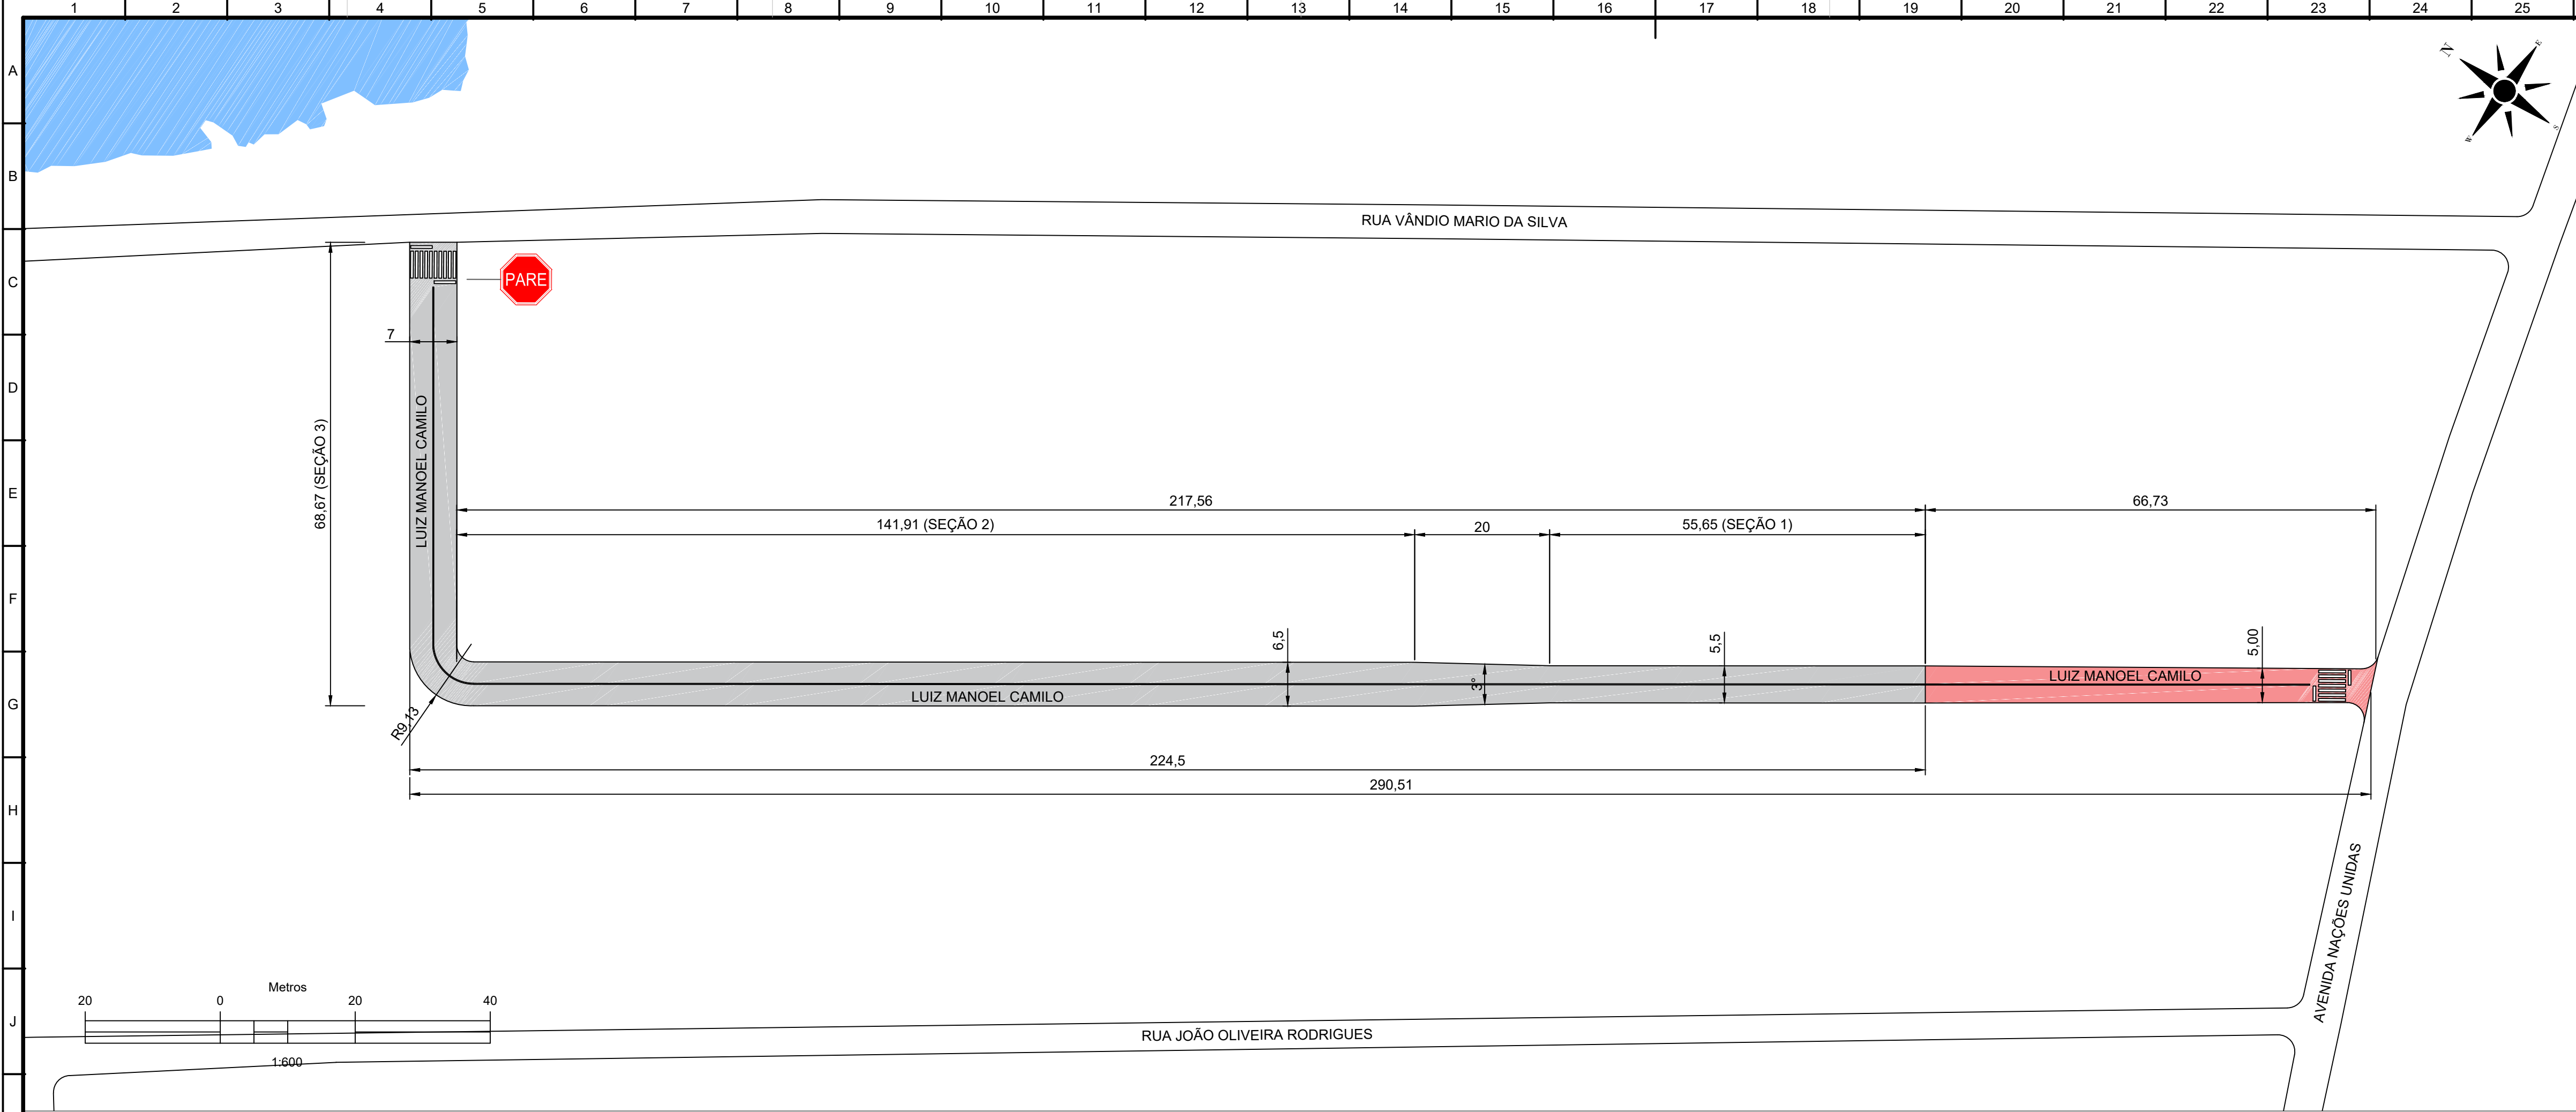 1 2 3 4 5 6 7 8 9 10 11 12 13 14 15 16 17 18 19 20 21 22 23 24 25
A
B
C
D
E
F
G
H
I
J
N
E
S
W
RUA VÂNDIO MARIO DA SILVA
PARE
7
68,67 (SEÇÃO 3)
LUIZ MANOEL CAMILO
217,56
66,73
141,91 (SEÇÃO 2)
20
55,65 (SEÇÃO 1)
6,5
3°
5,5
5,00
LUIZ MANOEL CAMILO
LUIZ MANOEL CAMILO
R9,13
224,5
290,51
AVENIDA NAÇÕES UNIDAS
Metros
20 0 20 40
1:600
RUA JOÃO OLIVEIRA RODRIGUES